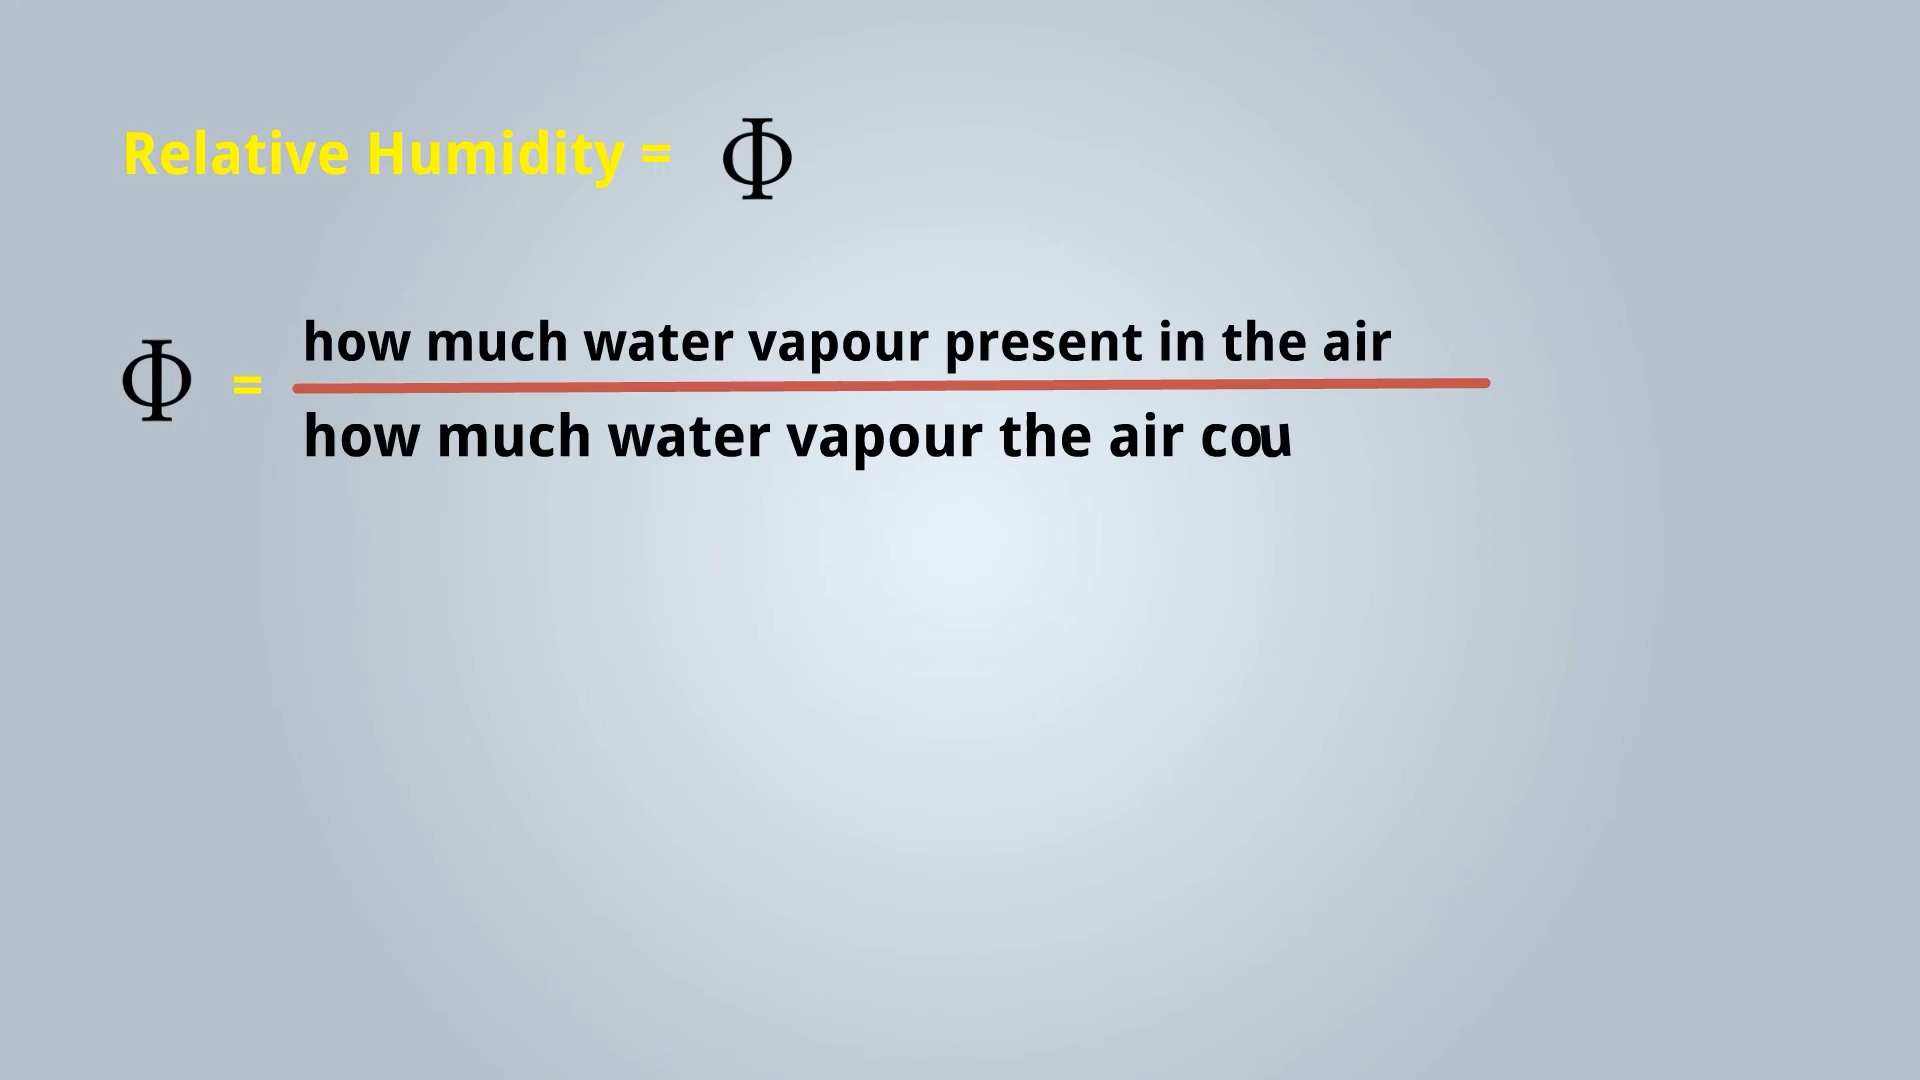 Relative Humidity = Φ
how much water vapour present in the air
Φ =
how much water vapour the air cou